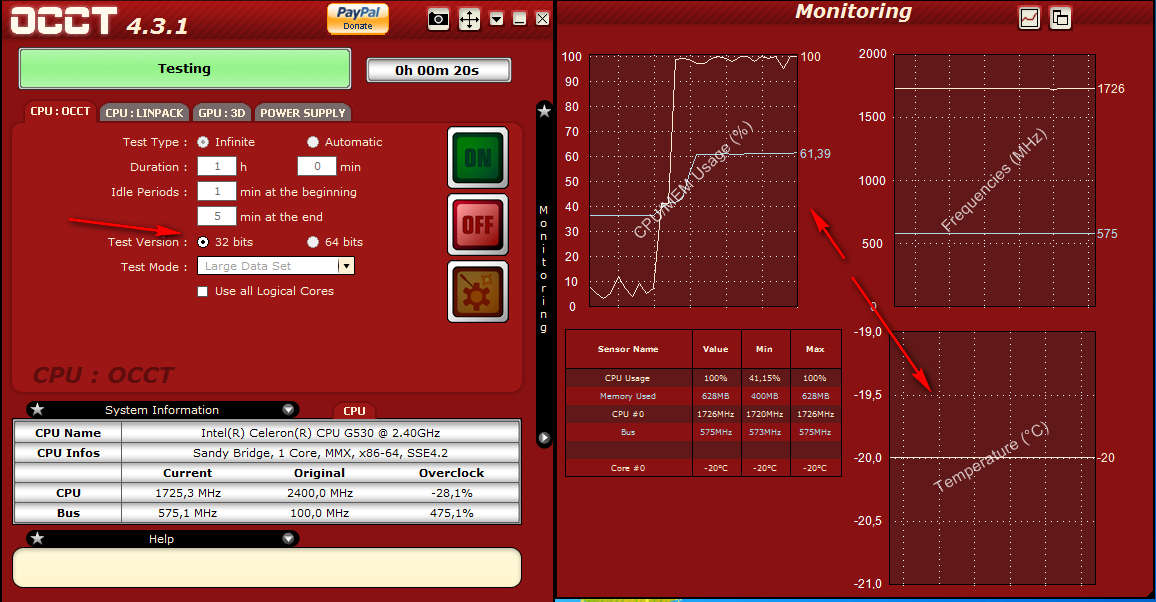 OCCT 4.3.1
PayPal
Donate
Testing
0h 00m 20s
CPU : OCCT CPU : LINPACK GPU : 3D POWER SUPPLY
Test Type : Infinite Automatic
Duration : 1 h 0 min
Idle Periods : 1 min at the beginning
5 min at the end
Test Version : 32 bits 64 bits
Test Mode : Large Data Set
Use all Logical Cores
ON
OFF
CPU : OCCT
Monitoring
System Information
CPU
CPU Name Intel(R) Celeron(R) CPU G530 @ 2.40GHz
CPU Infos Sandy Bridge, 1 Core, MMX, x86-64, SSE4.2
Current Original Overclock
CPU 1725,3 MHz 2400,0 MHz -28,1%
Bus 575,1 MHz 100,0 MHz 475,1%
Help
Monitoring
100
90
80
70
60
50
40
30
20
10
0
CPU/MEM Usage (%)
100
61,39
2000
1500
1000
500
0
Frequencies (MHz)
1726
575
Sensor Name Value Min Max
CPU Usage 100% 41,15% 100%
Memory Used 628MB 400MB 628MB
CPU #0 1726MHz 1720MHz 1726MHz
Bus 575MHz 573MHz 575MHz
Core #0 -20°C -20°C -20°C
-19,0
-19,5
-20,0
-20,5
-21,0
Temperature (°C)
-20